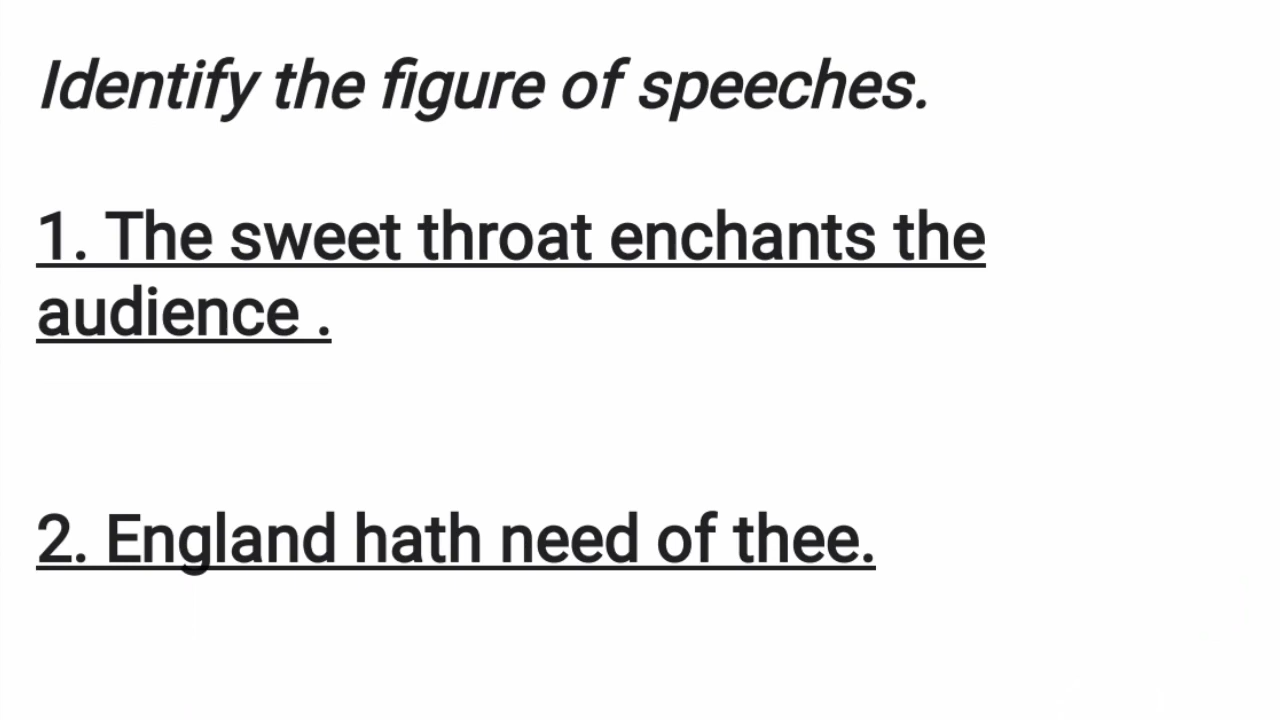 Identify the figure of speeches.
1. The sweet throat enchants the
audience .
2. England hath need of thee.